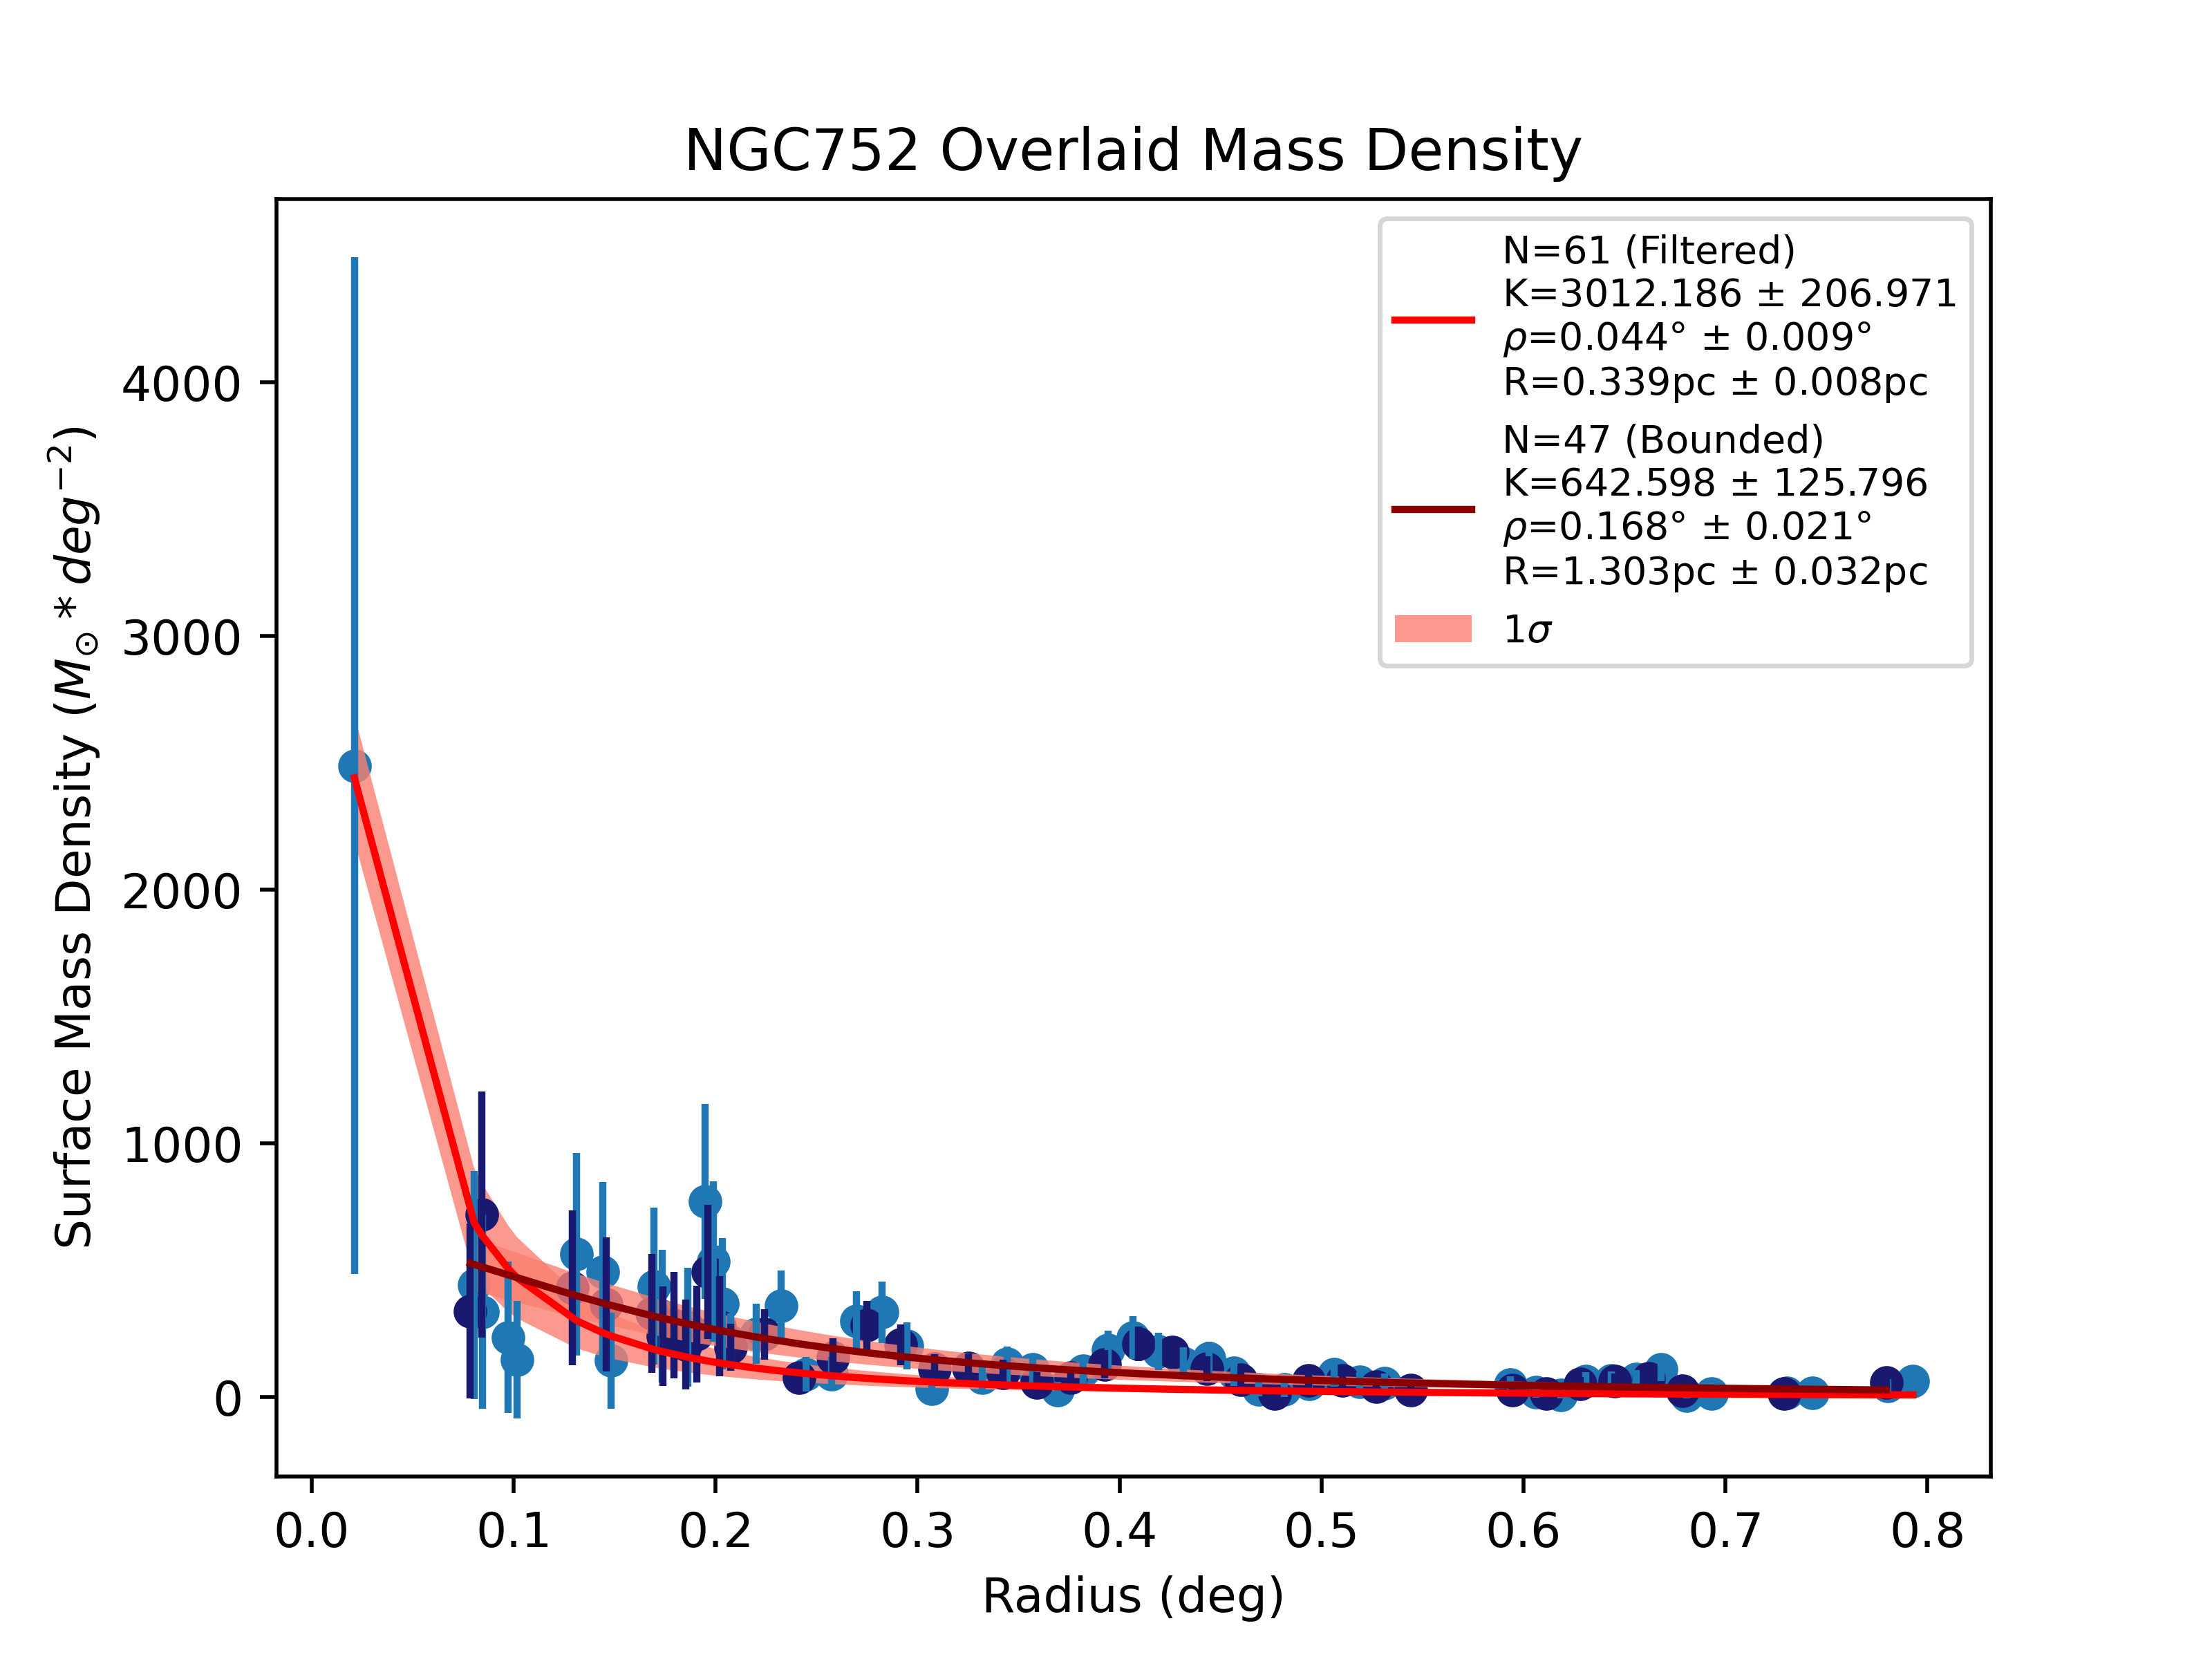 NGC752 Overlaid Mass Density
N=61 (Filtered)
K=3012.186 ± 206.971
ρ=0.044° ± 0.009°
R=0.339pc ± 0.008pc
N=47 (Bounded)
K=642.598 ± 125.796
ρ=0.168° ± 0.021°
R=1.303pc ± 0.032pc
1σ
Surface Mass Density (M⊙ * deg⁻²)
4000
3000
2000
1000
0
0.0 0.1 0.2 0.3 0.4 0.5 0.6 0.7 0.8
Radius (deg)